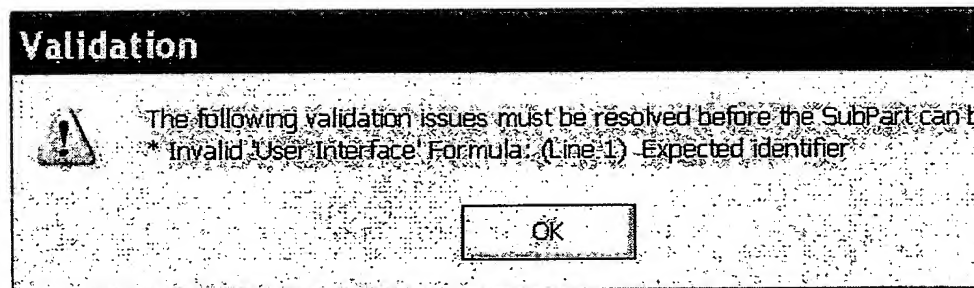 Validation
The following validation issues must be resolved before the SubPart can
* Invalid 'User Interface' Formula: (Line 1) Expected identifier
OK